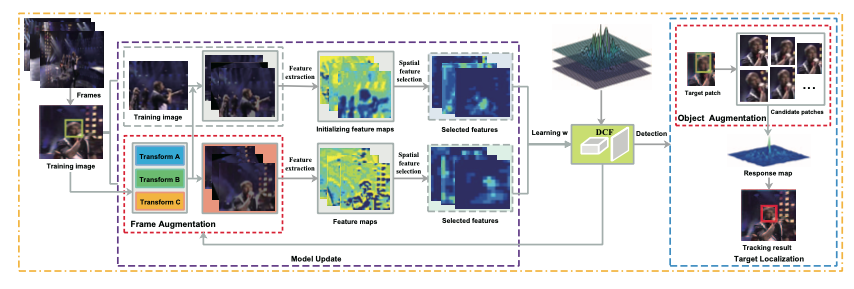 Frames
Training image
Training image
Transform A
Transform B
Transform C
Frame Augmentation
Feature
extraction
Initializing feature maps
Spatial
feature
selection
Selected features
Feature
extraction
Feature maps
Spatial
feature
selection
Selected features
Model Update
Learning w
DCF
Detection
Target patch
Candidate patches
...
Object Augmentation
Response map
Tracking result
Target Localization